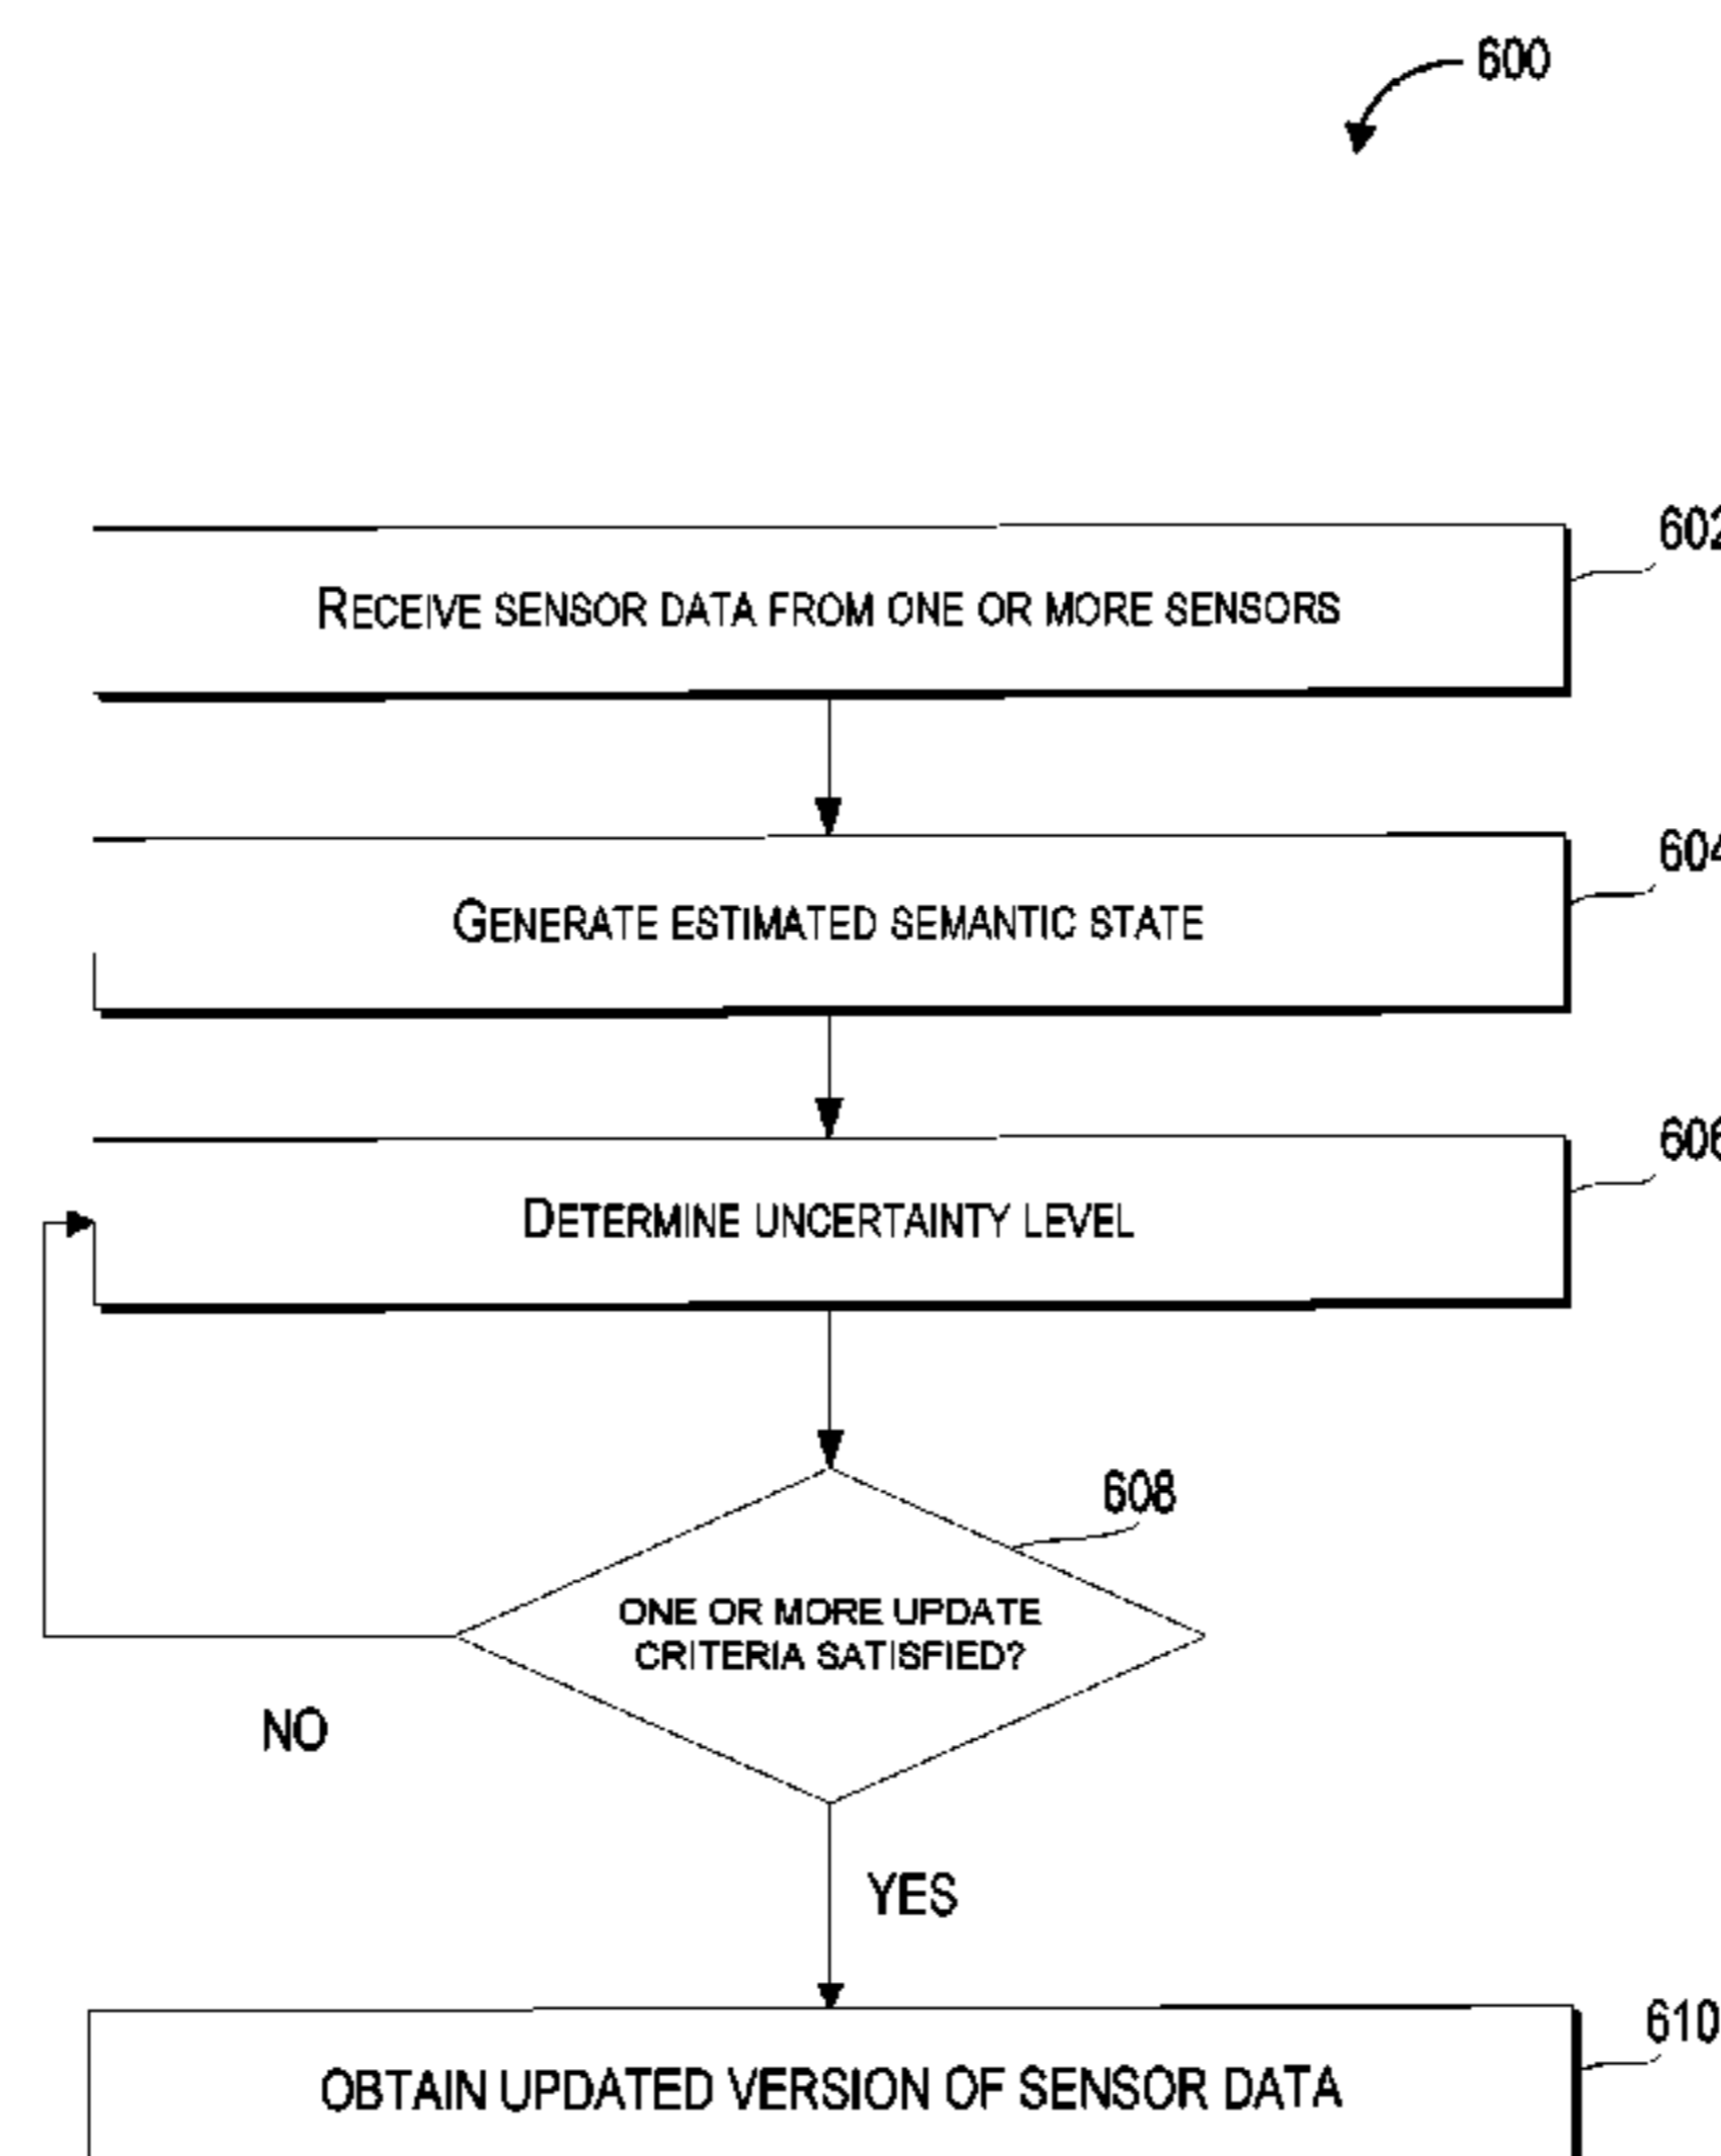 600
602
RECEIVE SENSOR DATA FROM ONE OR MORE SENSORS
604
GENERATE ESTIMATED SEMANTIC STATE
606
DETERMINE UNCERTAINTY LEVEL
608
ONE OR MORE UPDATE
CRITERIA SATISFIED?
NO
YES
610
OBTAIN UPDATED VERSION OF SENSOR DATA